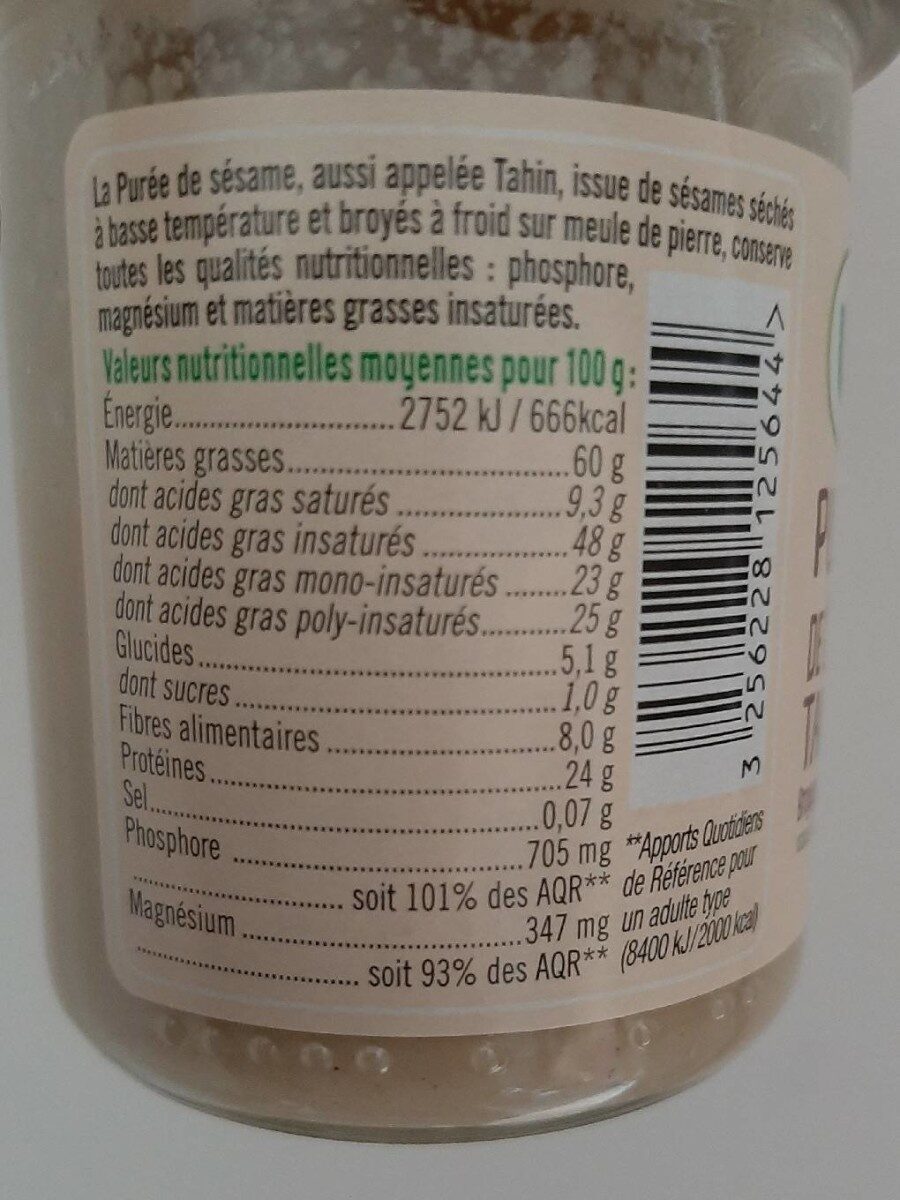 La Purée de sésame, aussi appelée Tahin, issue de sésames séchés
à basse température et broyés à froid sur meule de pierre, conserve
toutes les qualités nutritionnelles : phosphore,
magnésium et matières grasses insaturées.
Valeurs nutritionnelles moyennes pour 100 g :
Énergie.................... 2752 kJ / 666kcal
Matières grasses.................... 60 g
dont acides gras saturés .................... 9,3 g
dont acides gras insaturés .................... 48 g
dont acides gras mono-insaturés ......... 23 g
dont acides gras poly-insaturés............ 25 g
Glucides.................... 5,1 g
dont sucres.................... 1,0 g
Fibres alimentaires .................... 8,0 g
Protéines.................... 24 g
Sel.................... 0,07 g
Phosphore .................... 705 mg
.................... soit 101% des AQR**
Magnésium .................... 347 mg
.................... soit 93% des AQR**
**Apports Quotidiens
de Référence pour
un adulte type
(8400 kJ/2000 kcal)
3 256228 125644 >